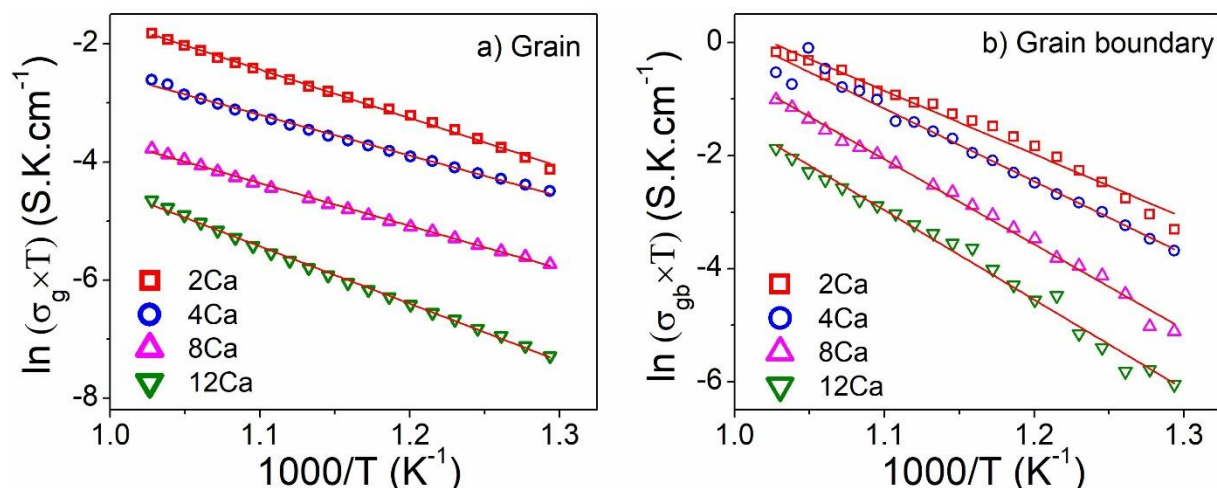 a) Grain
ln (σg×T) (S.K.cm-1)
-2
-4
-6
-8
2Ca
4Ca
8Ca
12Ca
1.0 1.1 1.2 1.3
1000/T (K-1)
b) Grain boundary
ln (σgb×T) (S.K.cm-1)
0
-2
-4
-6
2Ca
4Ca
8Ca
12Ca
1.0 1.1 1.2 1.3
1000/T (K-1)